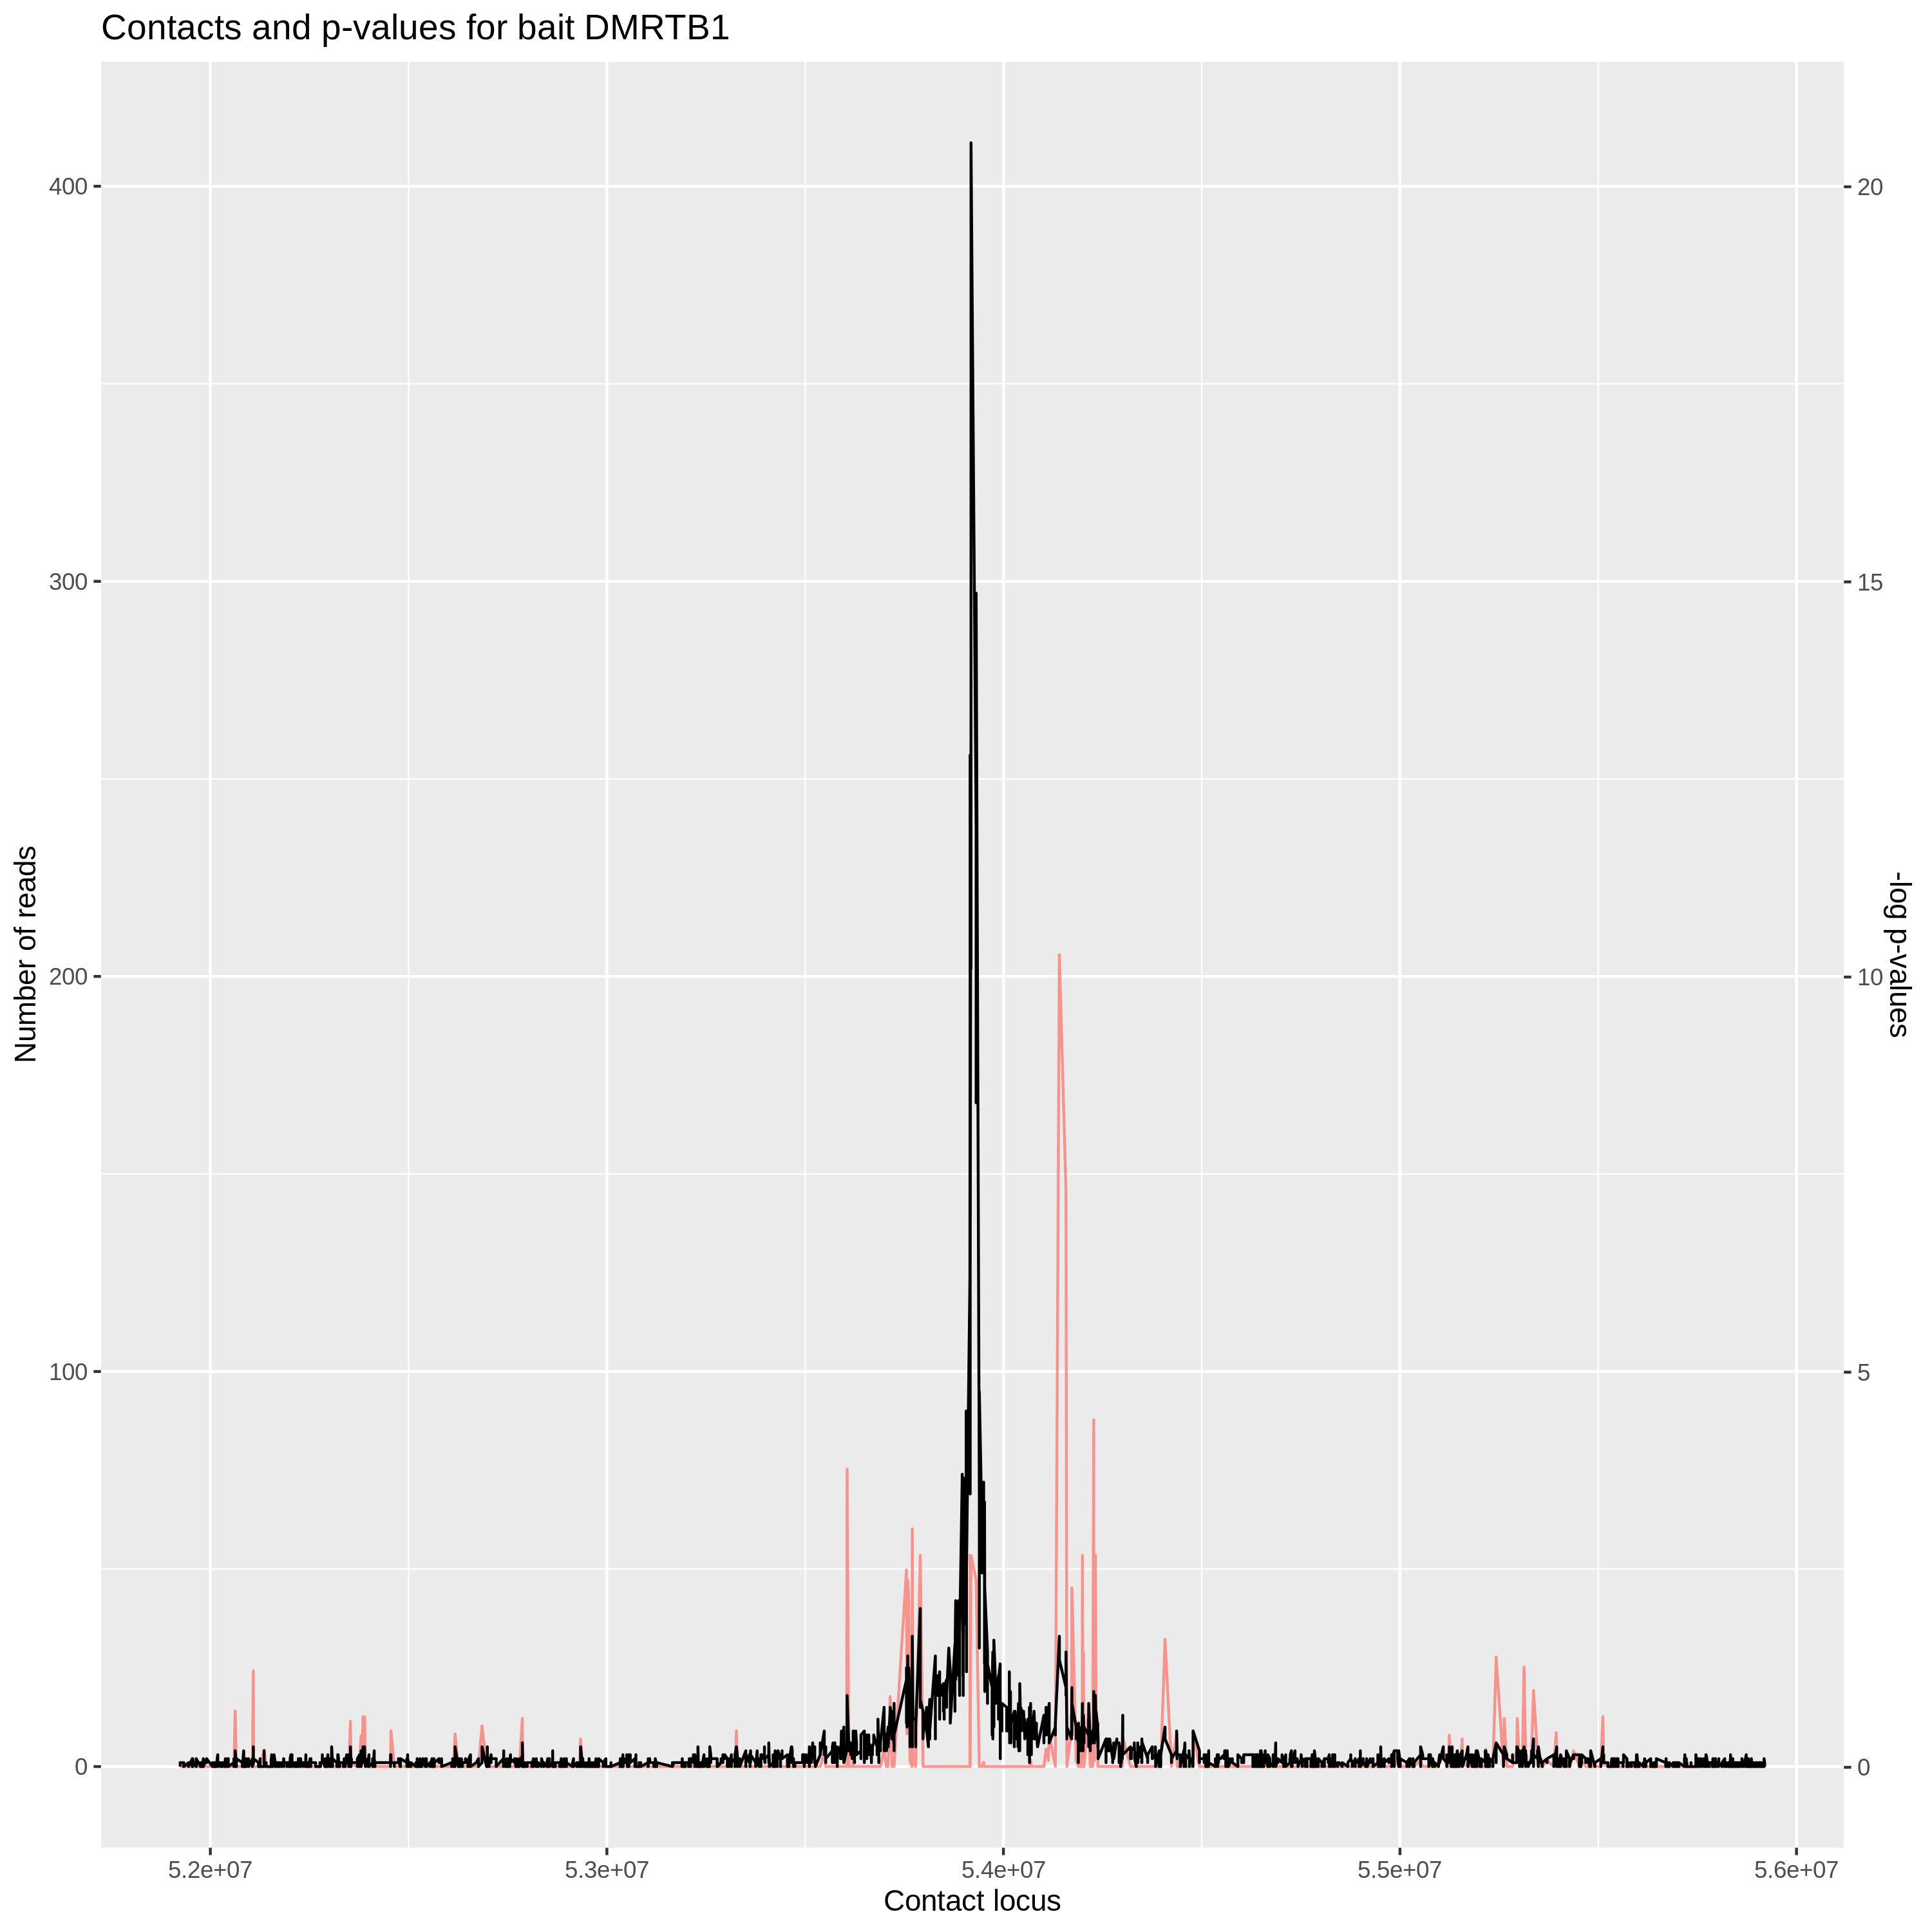 Contacts and p-values for bait DMRTB1
400
300
200
100
0
Number of reads
20
15
10
5
0
-log p-values
5.2e+07
5.3e+07
5.4e+07
5.5e+07
5.6e+07
Contact locus